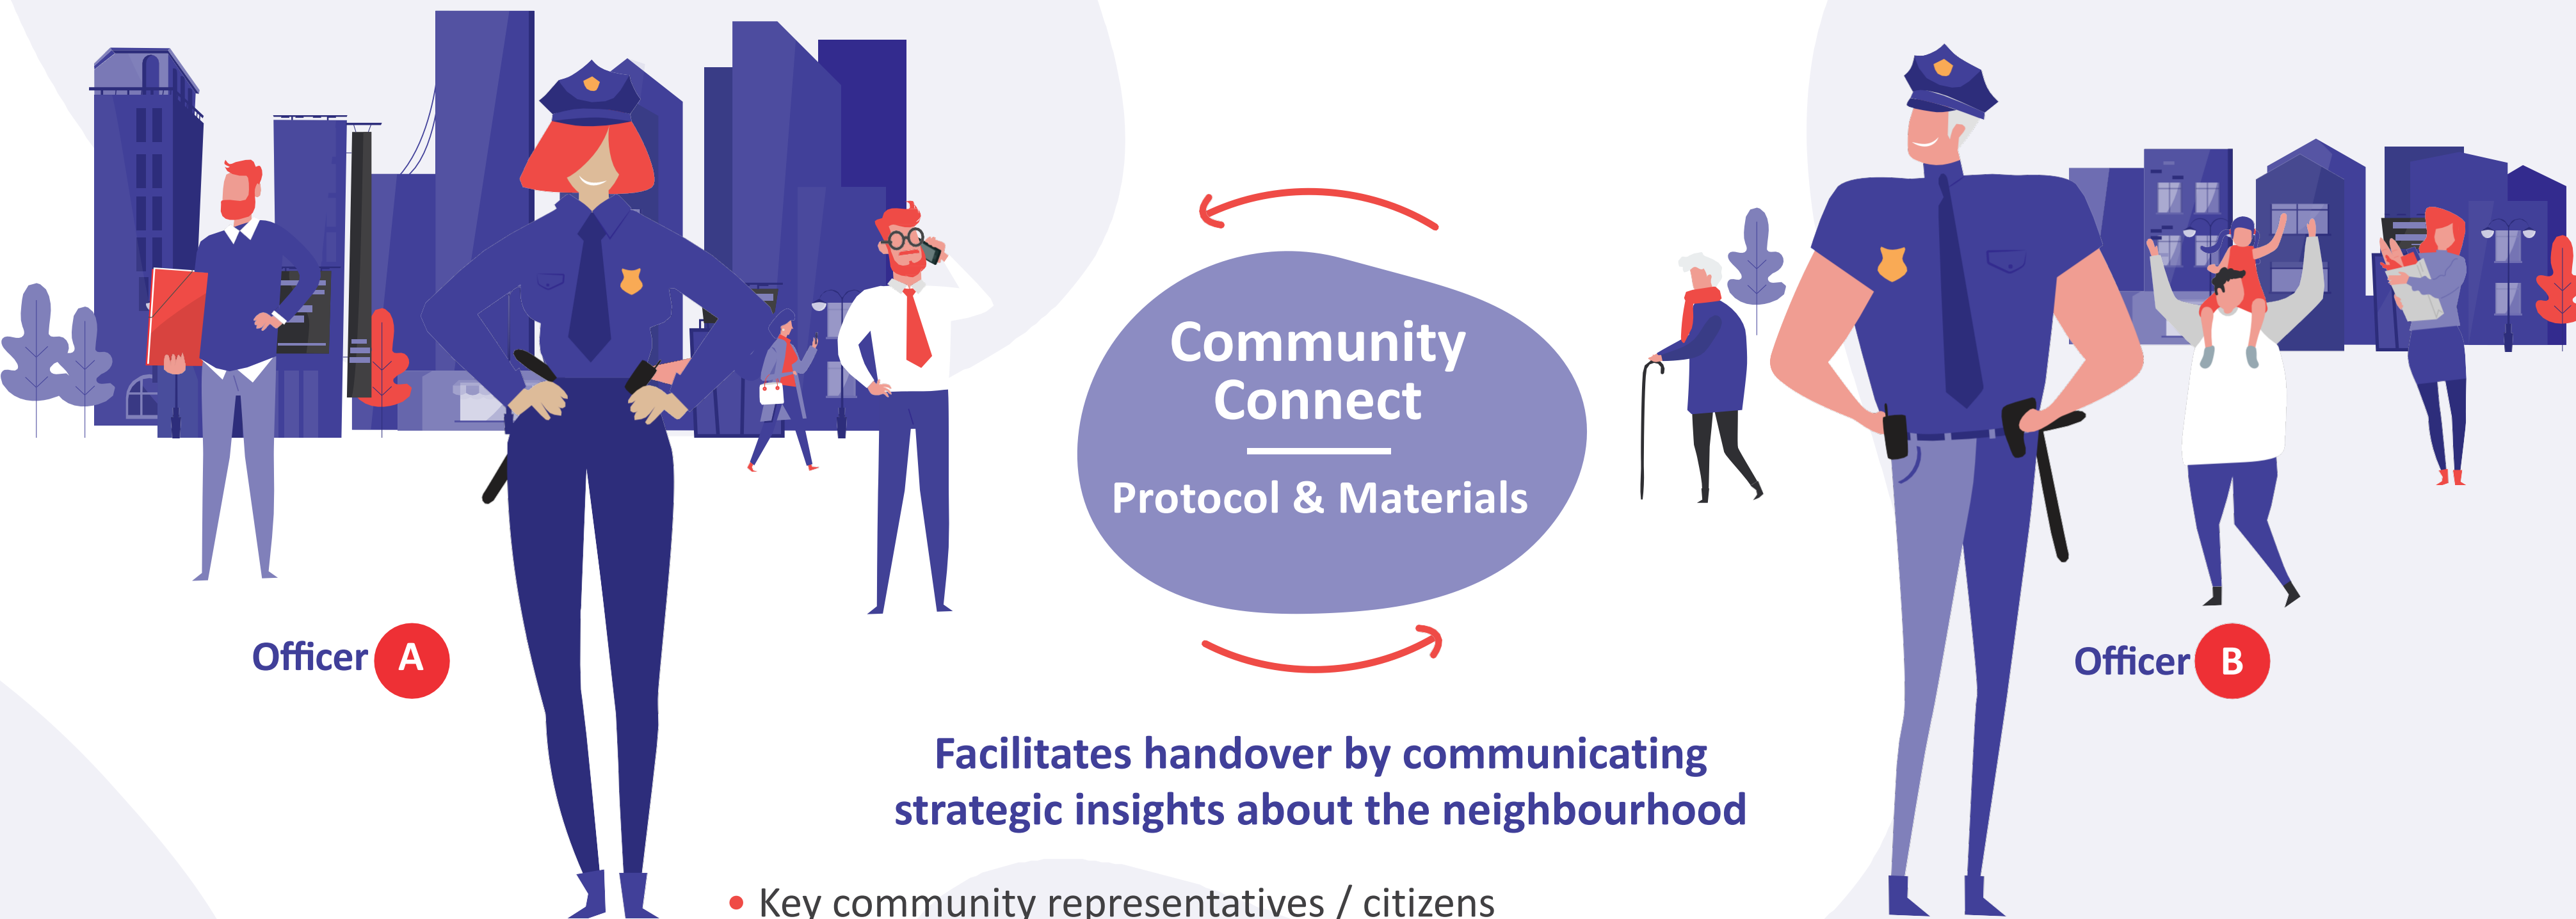 Community
Connect
Protocol & Materials
Officer A
Officer B
Facilitates handover by communicating
strategic insights about the neighbourhood
• Key community representatives / citizens